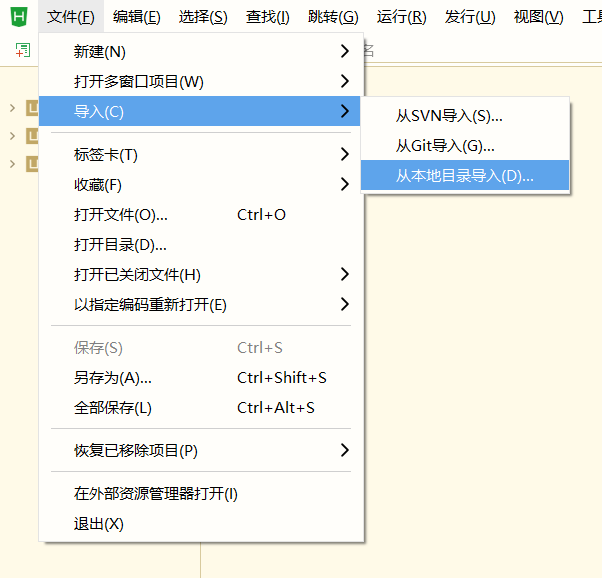 H 文件(F) 编辑(E) 选择(S) 查找(I) 跳转(G) 运行(R) 发行(U) 视图(V)
名
新建(N)
打开多窗口项目(W)
导入(C)
从SVN导入(S)...
从Git导入(G)...
从本地目录导入(D)...
标签卡(T)
收藏(F)
打开文件(O)... Ctrl+O
打开目录(D)...
打开已关闭文件(H)
以指定编码重新打开(E)
保存(S) Ctrl+S
另存为(A)... Ctrl+Shift+S
全部保存(L) Ctrl+Alt+S
恢复已移除项目(P)
在外部资源管理器打开(I)
退出(X)